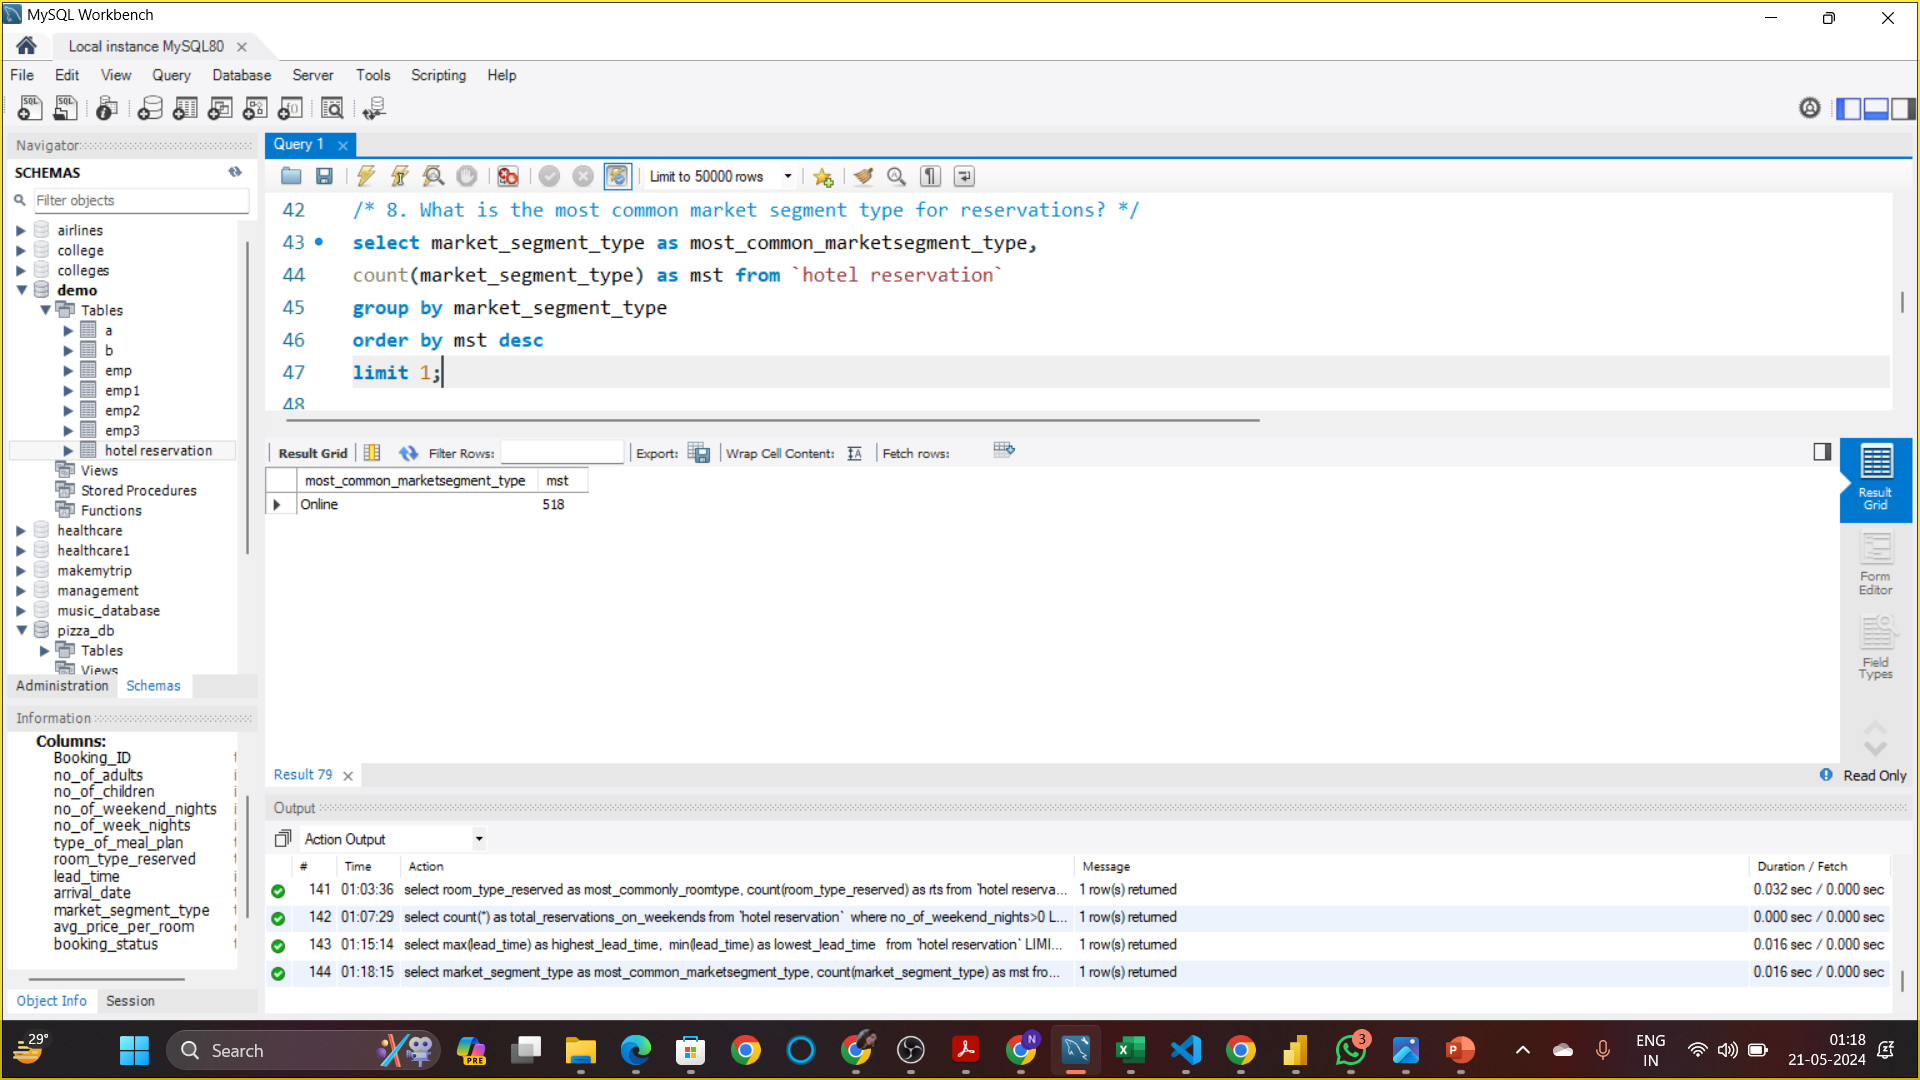 MySQL Workbench
Local instance MySQL80
File Edit View Query Database Server Tools Scripting Help
Navigator
SCHEMAS
Filter objects
airlines
college
colleges
demo
Tables
a
b
emp
emp1
emp2
emp3
hotel reservation
Views
Stored Procedures
Functions
healthcare
healthcare1
makemytrip
management
music_database
pizza_db
Tables
Views
Administration Schemas
Information
Columns:
Booking_ID
no_of_adults
no_of_children
no_of_weekend_nights
no_of_week_nights
type_of_meal_plan
room_type_reserved
lead_time
arrival_date
market_segment_type
avg_price_per_room
booking_status
Object Info Session
Query 1
Limit to 50000 rows
42 /* 8. What is the most common market segment type for reservations? */
43 select market_segment_type as most_common_marketsegment_type,
44 count(market_segment_type) as mst from `hotel reservation`
45 group by market_segment_type
46 order by mst desc
47 limit 1;
48
Result Grid Filter Rows: Export: Wrap Cell Content: Fetch rows:
most_common_marketsegment_type mst
Online 518
Result Grid
Form Editor
Field Types
Result 79
Read Only
Output
Action Output
# Time Action Message Duration / Fetch
141 01:03:36 select room_type_reserved as most_commonly_roomtype, count(room_type_reserved) as rts from `hotel reserva... 1 row(s) returned 0.032 sec / 0.000 sec
142 01:07:29 select count(*) as total_reservations_on_weekends from `hotel reservation` where no_of_weekend_nights>0 L... 1 row(s) returned 0.000 sec / 0.000 sec
143 01:15:14 select max(lead_time) as highest_lead_time, min(lead_time) as lowest_lead_time from `hotel reservation` LIMI... 1 row(s) returned 0.016 sec / 0.000 sec
144 01:18:15 select market_segment_type as most_common_marketsegment_type, count(market_segment_type) as mst fro... 1 row(s) returned 0.016 sec / 0.000 sec
29°
Search
PRE
N
3
ENG
IN
01:18
21-05-2024